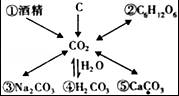 ①酒精 C ②C₆H₁₂O₆
CO₂
⇌ H₂O
③Na₂CO₃ ④H₂CO₃ ⑤CaCO₃